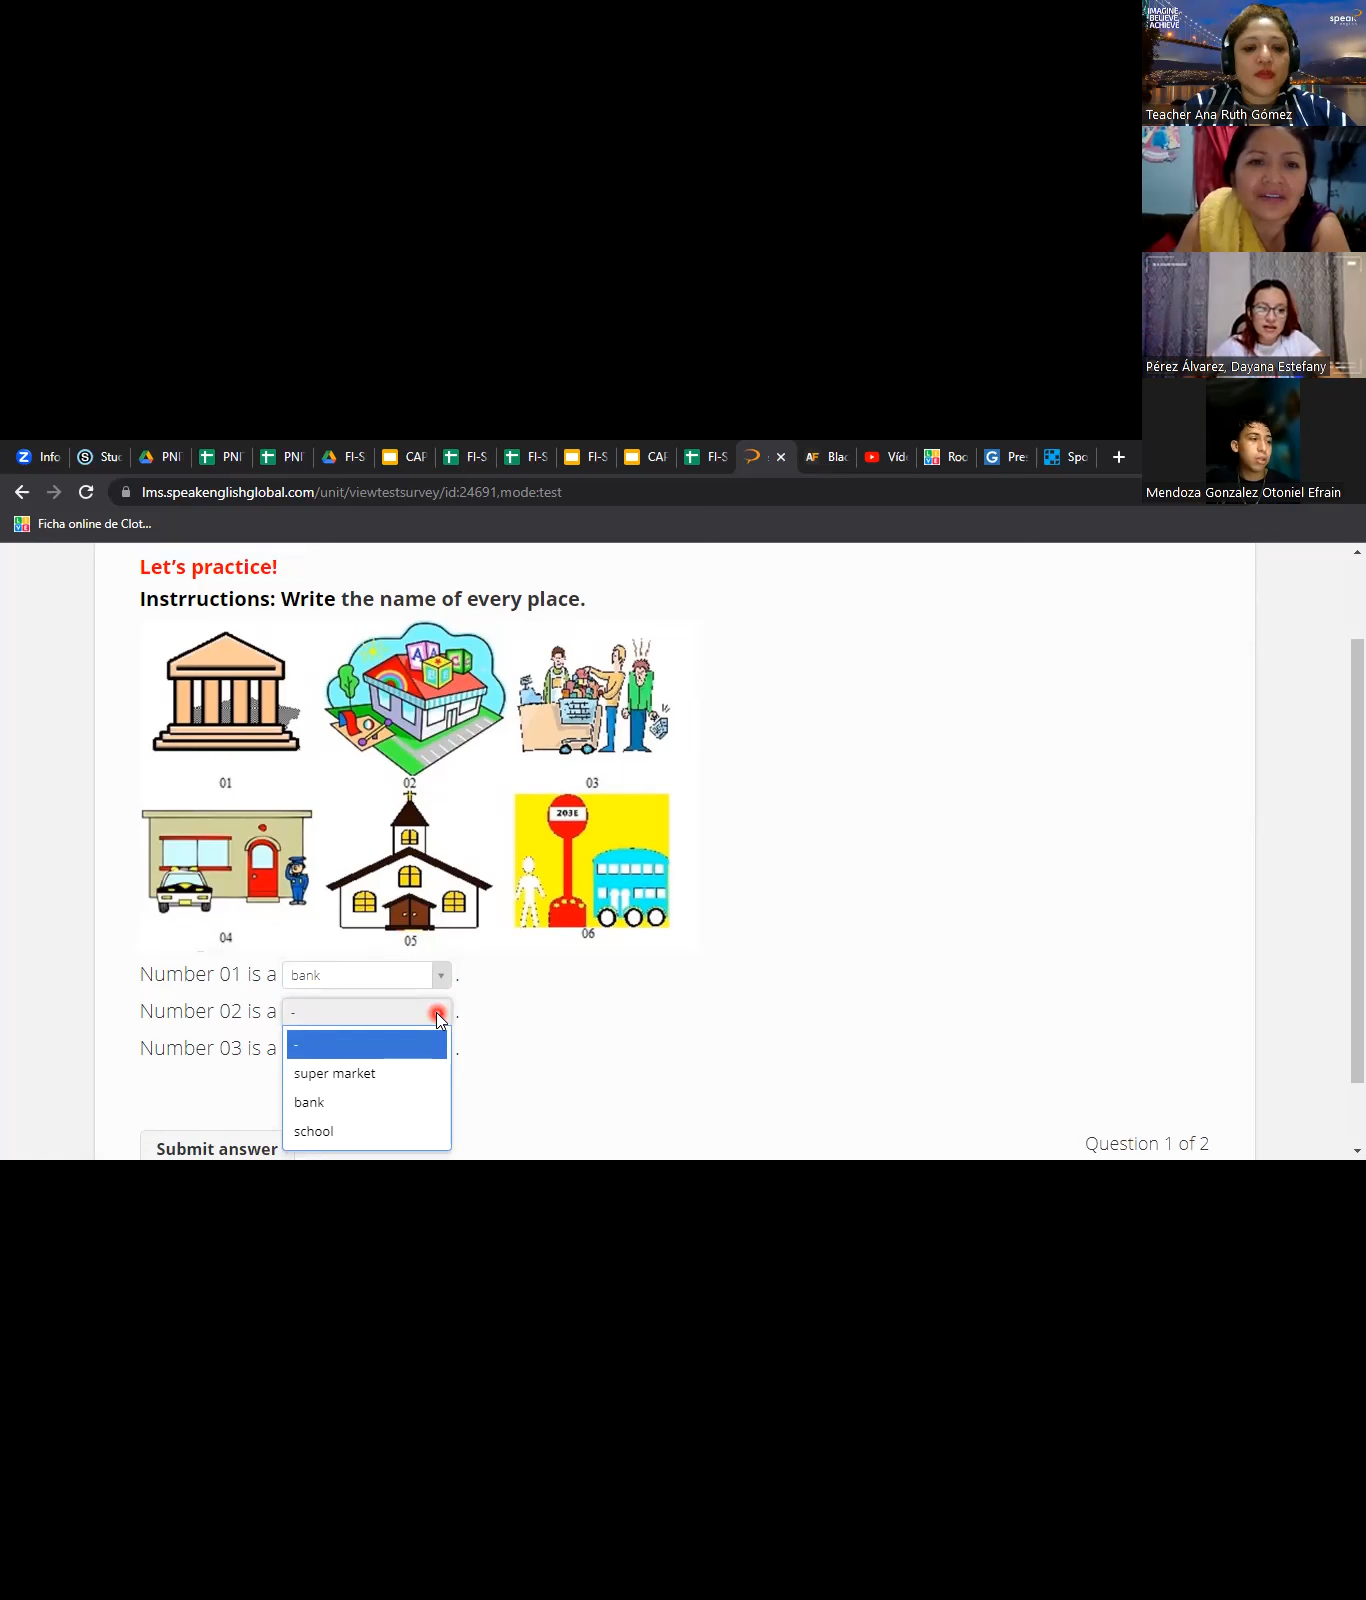 IMAGINE
BELIEVE
ACHIEVE
speak
Teacher Ana Ruth Gómez
Pérez Álvarez, Dayana Estefany
Mendoza Gonzalez Otoniel Efrain
Info
Stuc
PNI
PNI
PNI
FI-S
CAP
FI-S
FI-S
FI-S
CAP
FI-S
Blac
Vide
Roc
Pre:
Spo
lms.speakenglishglobal.com/unit/viewtestsurvey/id:24691,mode:test
Ficha online de Clot...
Let's practice!
Instrructions: Write the name of every place.
01
02
03
203E
04
05
06
Number 01 is a bank .
Number 02 is a - .
Number 03 is a .
-
super market
bank
school
Submit answer
Question 1 of 2